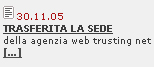 30.11.05
TRASFERITA LA SEDE
della agenzia web trusting net
[...]